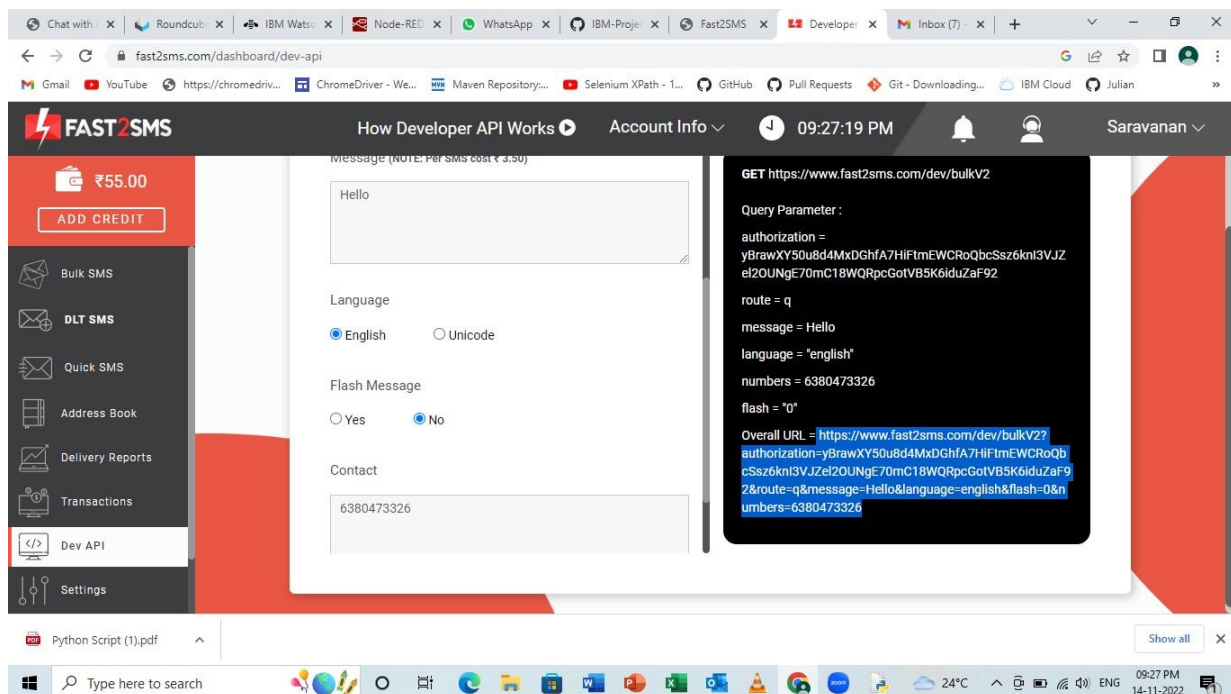 Chat with
Roundcub
IBM Watso
Node-RED
WhatsApp
IBM-Projec
Fast2SMS
Developer
Inbox (7) -
fast2sms.com/dashboard/dev-api
Gmail
YouTube
https://chromedriv...
ChromeDriver - We...
Maven Repository:...
Selenium XPath - 1...
GitHub
Pull Requests
Git - Downloading...
IBM Cloud
Julian
»
FAST2SMS
How Developer API Works
Account Info
09:27:19 PM
Saravanan
₹55.00
ADD CREDIT
Bulk SMS
DLT SMS
Quick SMS
Address Book
Delivery Reports
Transactions
Dev API
Settings
Message (NOTE: Per SMS cost ₹ 3.50)
Hello
Language
English
Unicode
Flash Message
Yes
No
Contact
6380473326
GET https://www.fast2sms.com/dev/bulkV2
Query Parameter :
authorization =
yBrawXY50u8d4MxDGhfA7HiFtmEWCRoQbcSsz6knI3VJZ
el2OUNgE70mC18WQRpcGotVB5K6iduZaF92
route = q
message = Hello
language = "english"
numbers = 6380473326
flash = "0"
Overall URL = https://www.fast2sms.com/dev/bulkV2?
authorization=yBrawXY50u8d4MxDGhfA7HiFtmEWCRoQb
cSsz6knI3VJZel2OUNgE70mC18WQRpcGotVB5K6iduZaF9
2&route=q&message=Hello&language=english&flash=0&n
umbers=6380473326
Python Script (1).pdf
Show all
Type here to search
24°C
ENG
09:27 PM
14-11-2022